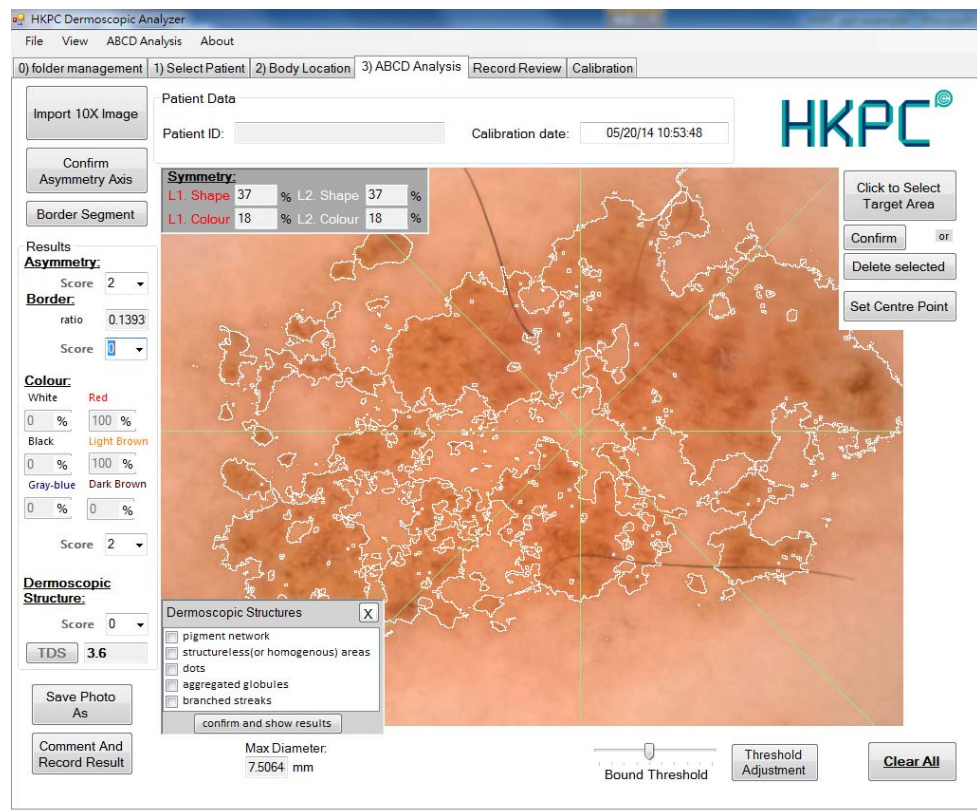 HKPC Dermoscopic Analyzer
File View ABCD Analysis About
0) folder management 1) Select Patient 2) Body Location 3) ABCD Analysis Record Review Calibration
Import 10X Image
Patient Data
Patient ID: Calibration date: 05/20/14 10:53:48
HKPC
Confirm
Asymmetry Axis
Border Segment
Symmetry:
L1. Shape 37 % L2. Shape 37 %
L1. Colour 18 % L2. Colour 18 %
Click to Select
Target Area
Confirm or
Delete selected
Set Centre Point
Results
Asymmetry:
Score 2
Border:
ratio 0.1393
Score 0
Colour:
White Red
0 % 100 %
Black Light Brown
0 % 100 %
Gray-blue Dark Brown
0 % 0 %
Score 2
Dermoscopic
Structure:
Score 0
TDS 3.6
Dermoscopic Structures X
pigment network
structureless(or homogenous) areas
dots
aggregated globules
branched streaks
confirm and show results
Save Photo
As
Comment And
Record Result
Max Diameter:
7.5064 mm
Bound Threshold
Threshold
Adjustment
Clear All